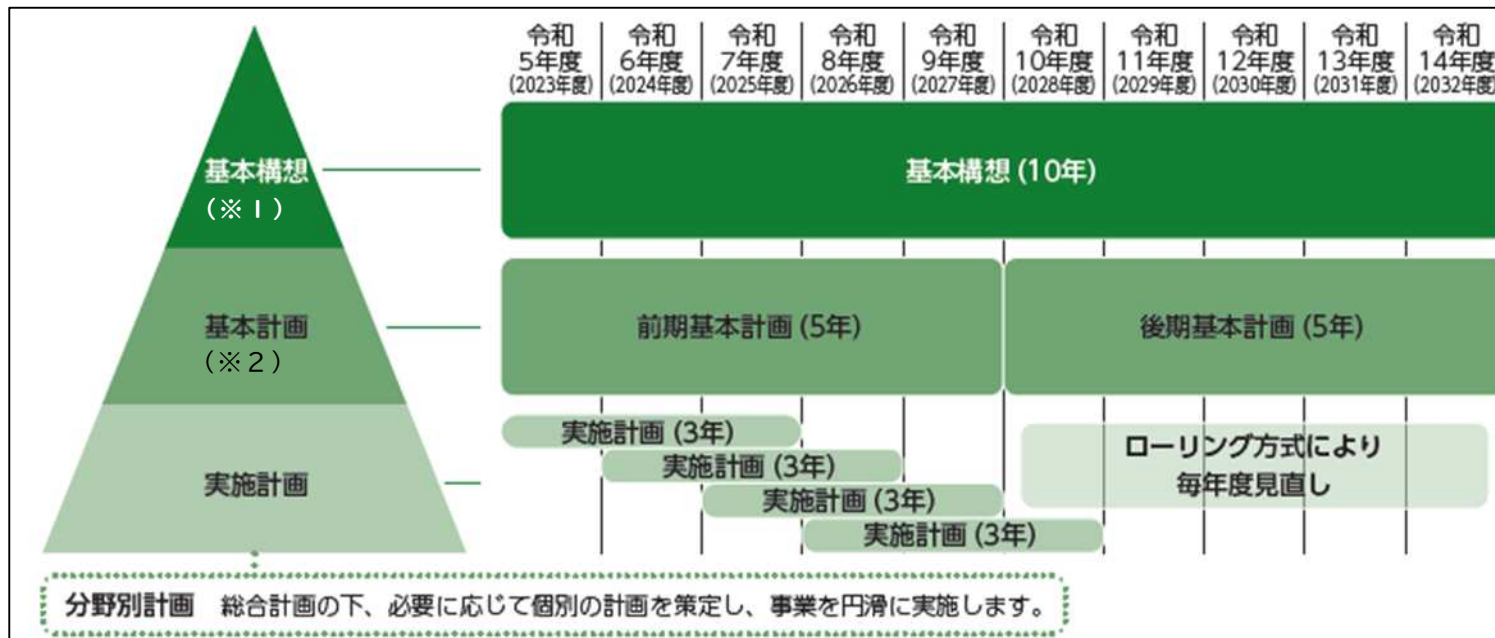 令和
5年度
(2023年度)
令和
6年度
(2024年度)
令和
7年度
(2025年度)
令和
8年度
(2026年度)
令和
9年度
(2027年度)
令和
10年度
(2028年度)
令和
11年度
(2029年度)
令和
12年度
(2030年度)
令和
13年度
(2031年度)
令和
14年度
(2032年度)
基本構想
(※1)
基本構想 (10年)
基本計画
(※2)
前期基本計画 (5年)
後期基本計画 (5年)
実施計画
実施計画 (3年)
実施計画 (3年)
実施計画 (3年)
実施計画 (3年)
ローリング方式により
毎年度見直し
分野別計画 総合計画の下、必要に応じて個別の計画を策定し、事業を円滑に実施します。